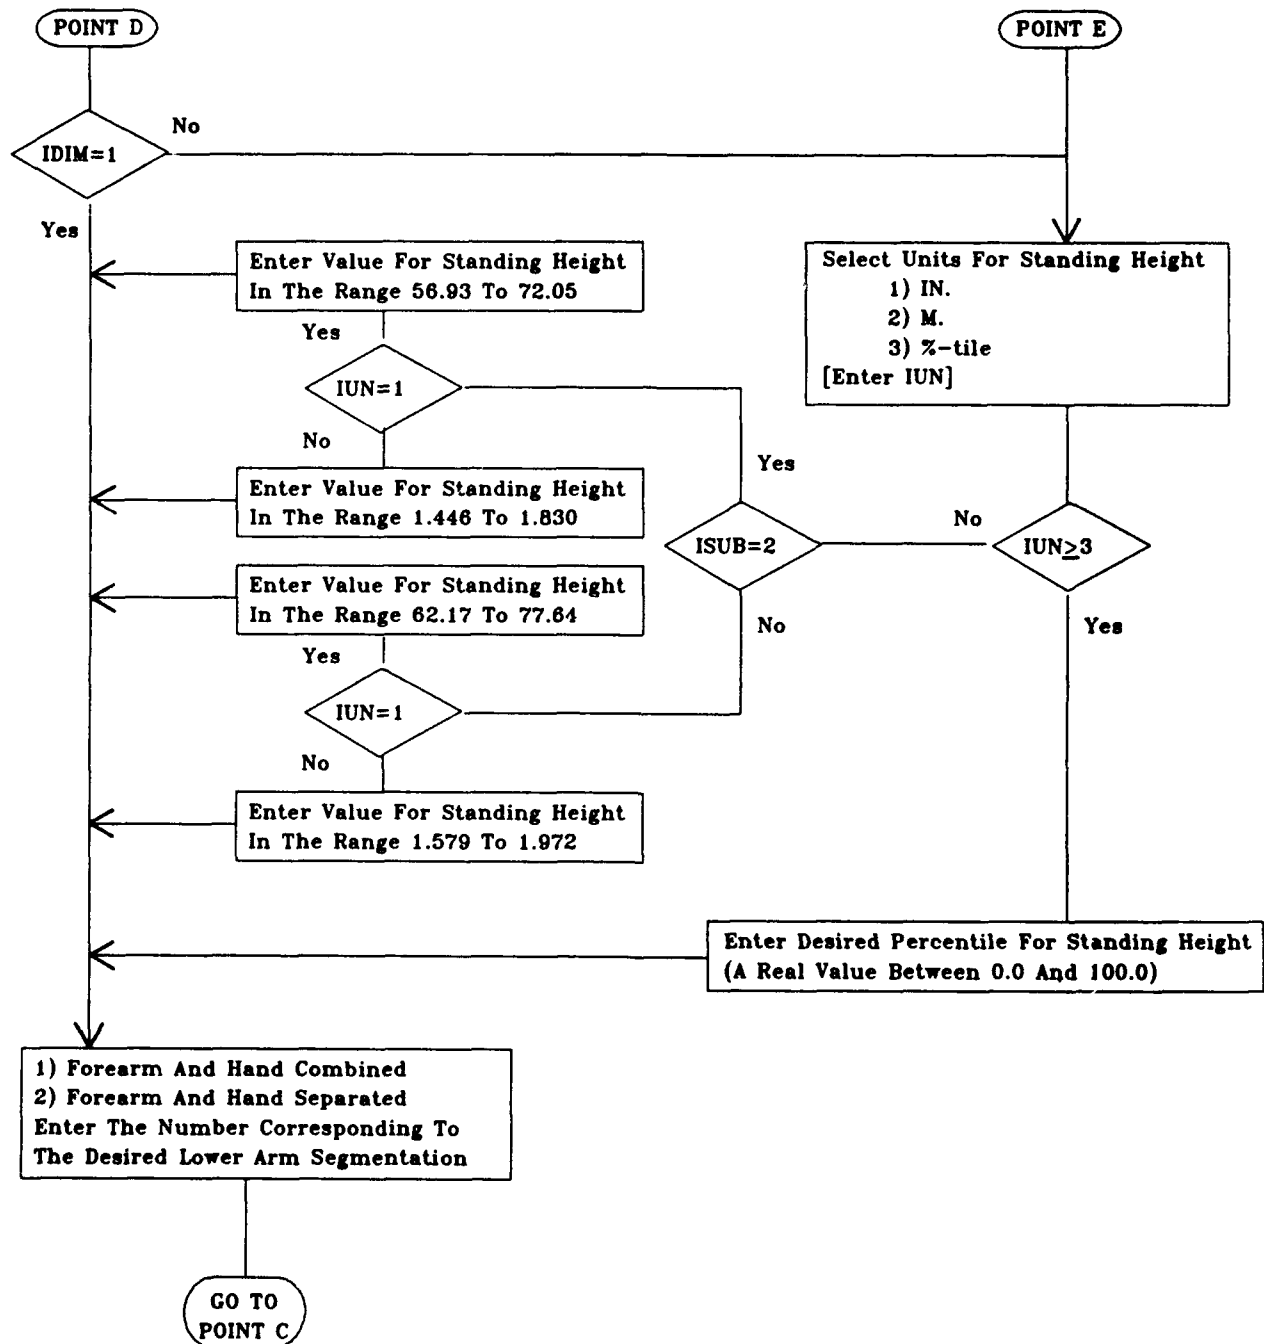 POINT D
POINT E
No
IDIM=1
Yes
Enter Value For Standing Height
In The Range 56.93 To 72.05
Select Units For Standing Height
1) IN.
2) M.
3) %-tile
[Enter IUN]
Yes
IUN=1
No
Yes
Enter Value For Standing Height
In The Range 1.446 To 1.830
ISUB=2
No
IUN≥3
Enter Value For Standing Height
In The Range 62.17 To 77.64
No
Yes
Yes
IUN=1
No
Enter Value For Standing Height
In The Range 1.579 To 1.972
Enter Desired Percentile For Standing Height
(A Real Value Between 0.0 And 100.0)
1) Forearm And Hand Combined
2) Forearm And Hand Separated
Enter The Number Corresponding To
The Desired Lower Arm Segmentation
GO TO
POINT C